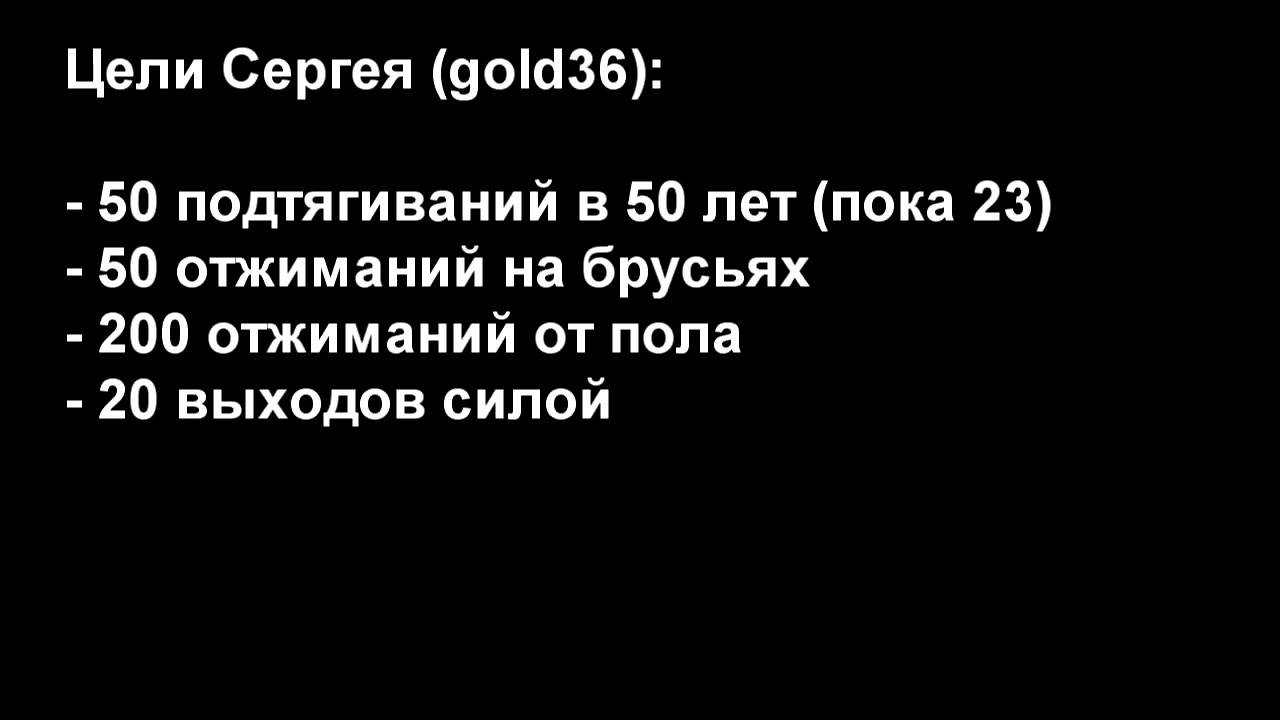 Цели Сергея (gold36):
- 50 подтягиваний в 50 лет (пока 23)
- 50 отжиманий на брусьях
- 200 отжиманий от пола
- 20 выходов силой